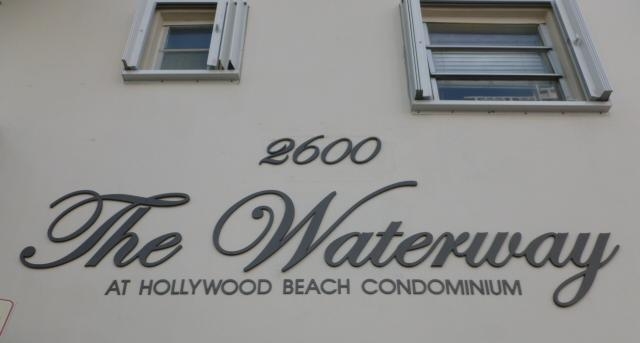 2600
The Waterway
AT HOLLYWOOD BEACH CONDOMINIUM